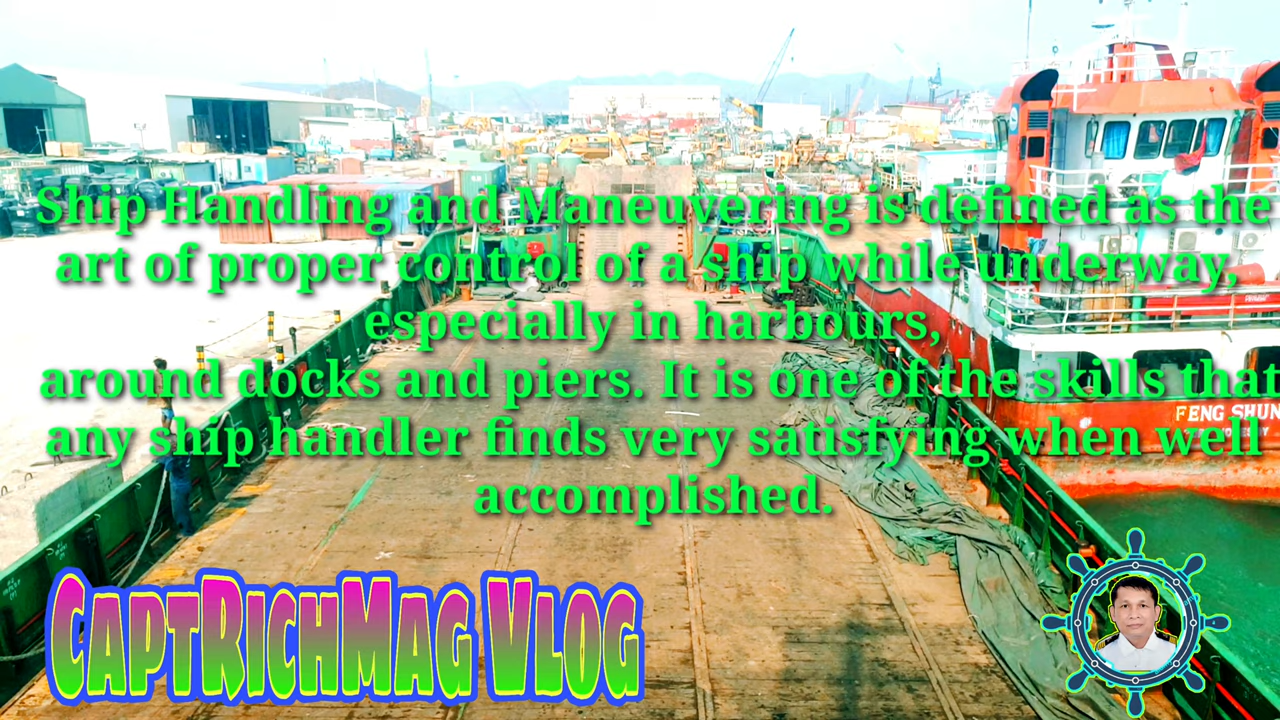 Ship Handling and Maneuvering is defined as the
art of proper control of a ship while underway,
especially in harbours,
around docks and piers. It is one of the skills that
any ship handler finds very satisfying when well
accomplished.
FENG SHUN
CaptRichMag Vlog